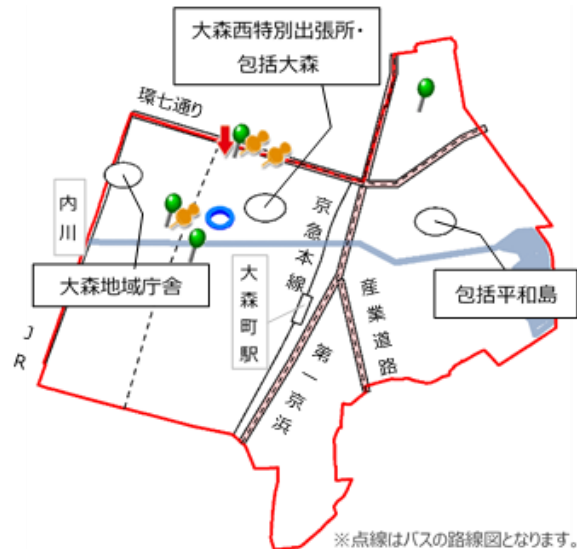 大森西特別出張所・
包括大森
環七通り
内川
京急本線
大森地域庁舎
大森町駅
産業道路
包括平和島
JR
第一京浜
※点線はバスの路線図となります。